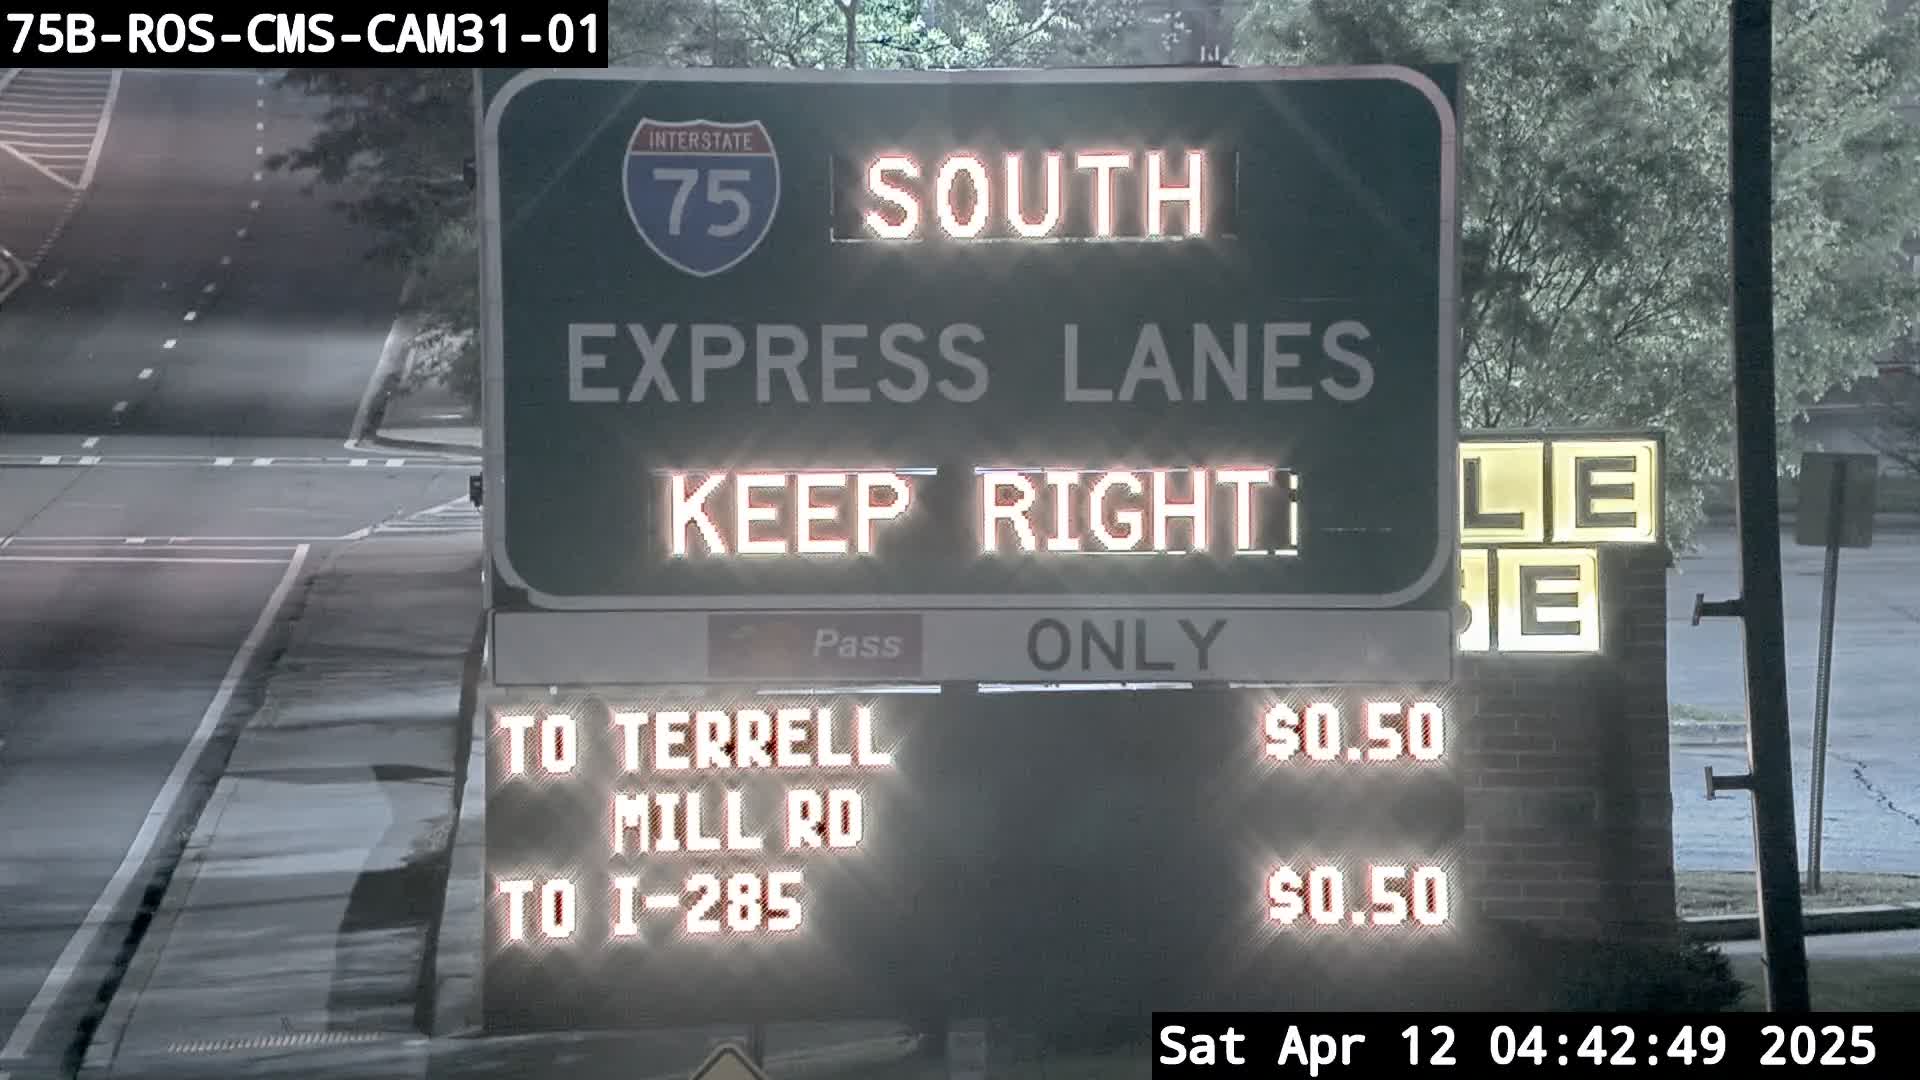 75B-ROS-CMS-CAM31-01
INTERSTATE
75
SOUTH
EXPRESS LANES
KEEP RIGHT
Pass ONLY
TO TERRELL $0.50
MILL RD
TO I-285 $0.50
LE
E
Sat Apr 12 04:42:49 2025